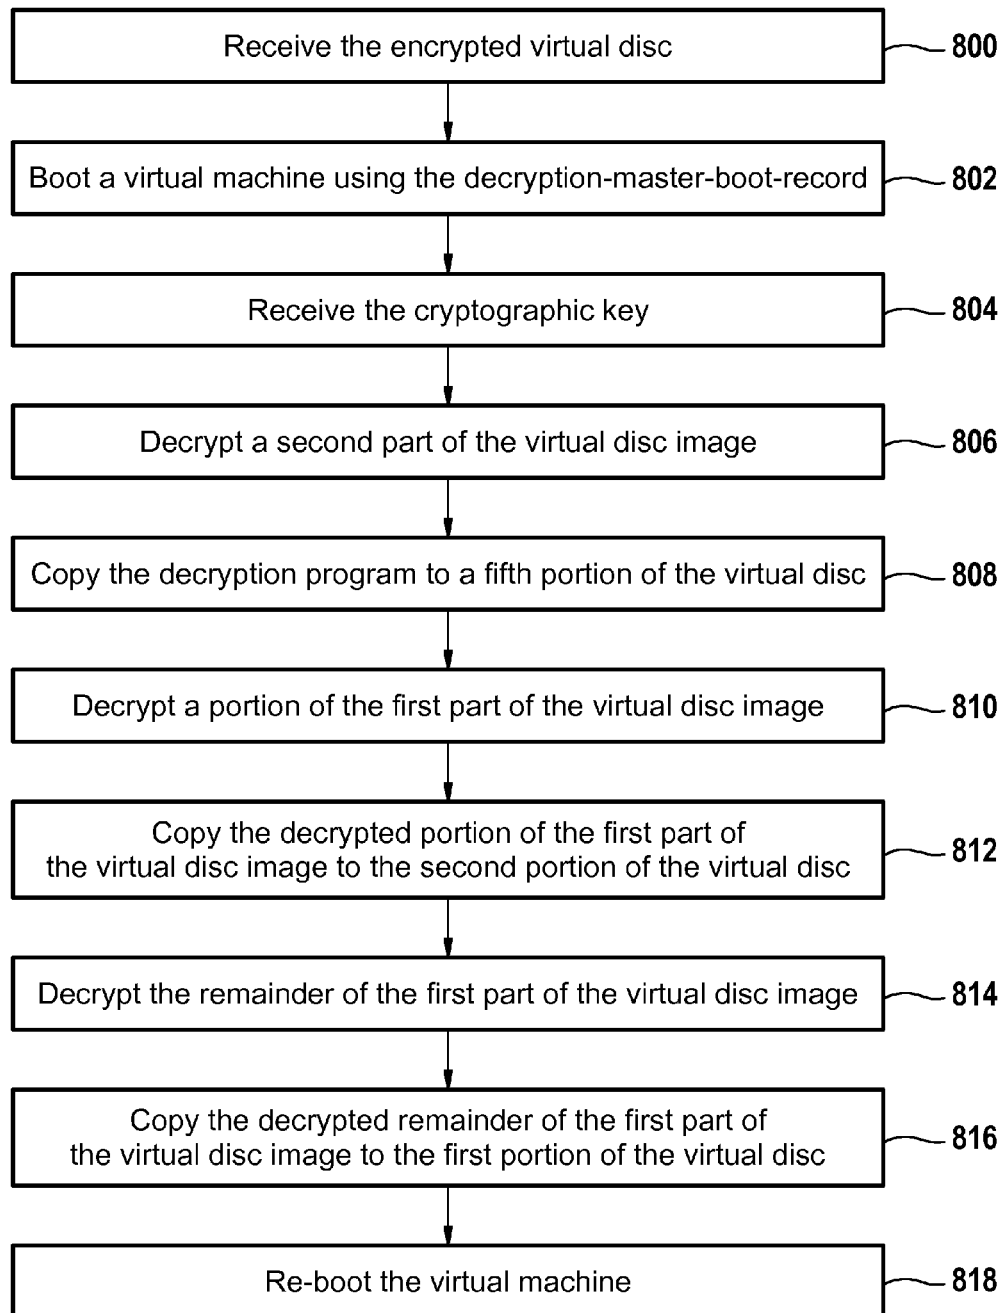 Receive the encrypted virtual disc 800
Boot a virtual machine using the decryption-master-boot-record 802
Receive the cryptographic key 804
Decrypt a second part of the virtual disc image 806
Copy the decryption program to a fifth portion of the virtual disc 808
Decrypt a portion of the first part of the virtual disc image 810
Copy the decrypted portion of the first part of
the virtual disc image to the second portion of the virtual disc 812
Decrypt the remainder of the first part of the virtual disc image 814
Copy the decrypted remainder of the first part of
the virtual disc image to the first portion of the virtual disc 816
Re-boot the virtual machine 818